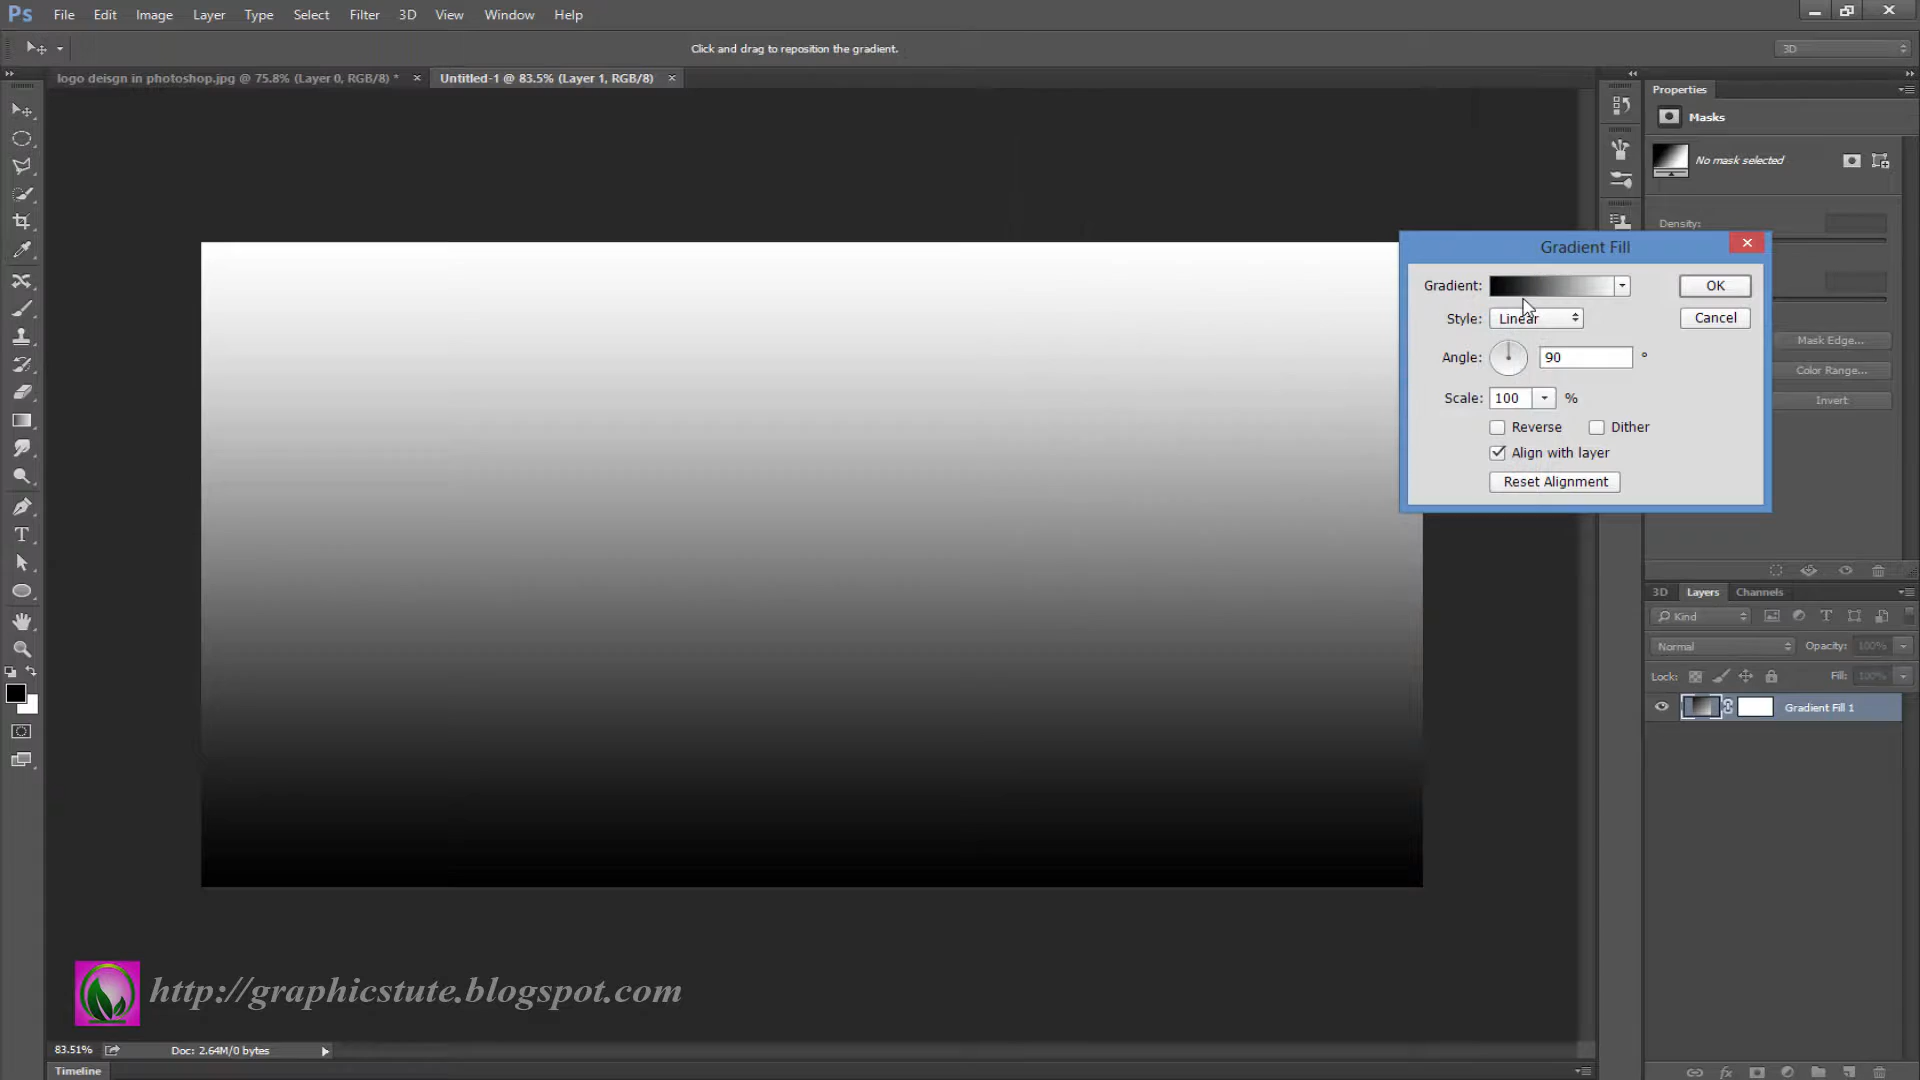 Ps File Edit Image Layer Type Select Filter 3D View Window Help
Click and drag to reposition the gradient.
3D
logo deisgn in photoshop.jpg @ 75.8% (Layer 0, RGB/8) *
Untitled-1 @ 83.5% (Layer 1, RGB/8)
Properties
Masks
No mask selected
Density:
Gradient Fill
Gradient:
OK
Style: Linear
Cancel
Angle: 90 °
Scale: 100 %
Reverse Dither
Align with layer
Reset Alignment
Mask Edge...
Color Range...
Invert
3D Layers Channels
Kind
Normal Opacity: 100%
Lock: Fill: 100%
Gradient Fill 1
http://graphicstute.blogspot.com
83.51% Doc: 2.64M/0 bytes
Timeline